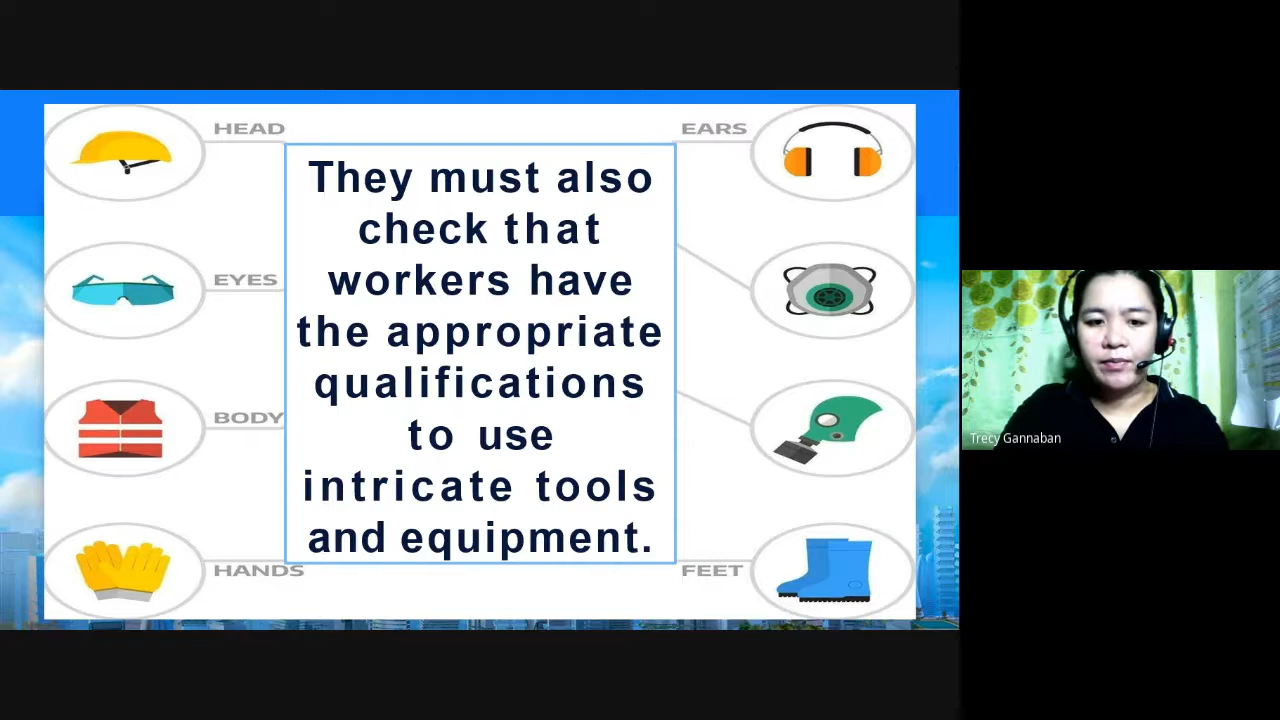 HEAD
EARS
They must also
check that
workers have
the appropriate
qualifications
to use
intricate tools
and equipment.
EYES
BODY
HANDS
FEET
Trecy Gannaban